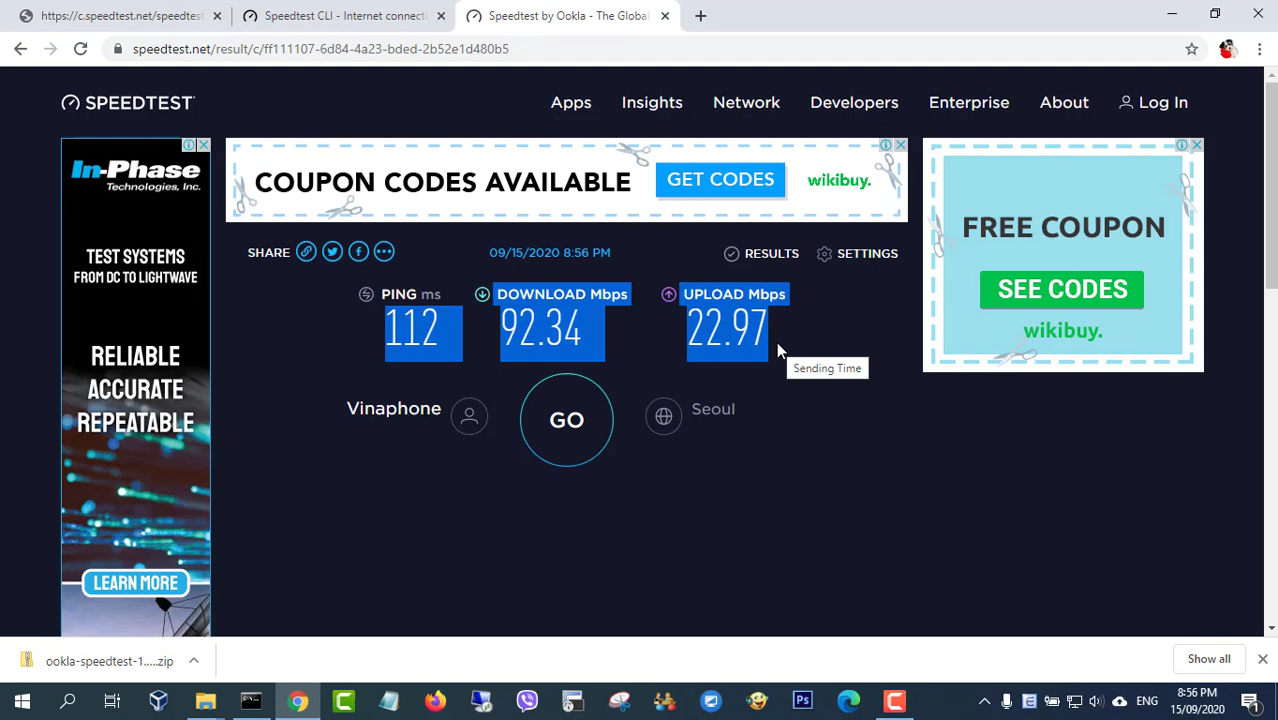 https://c.speedtest.net/speedtest
Speedtest CLI - Internet connecti
Speedtest by Ookla - The Global
speedtest.net/result/c/ff111107-6d84-4a23-bded-2b52e1d480b5
SPEEDTEST
Apps
Insights
Network
Developers
Enterprise
About
Log In
In-Phase
Technologies, Inc.
TEST SYSTEMS
FROM DC TO LIGHTWAVE
RELIABLE
ACCURATE
REPEATABLE
LEARN MORE
COUPON CODES AVAILABLE
GET CODES
wikibuy.
FREE COUPON
SEE CODES
wikibuy.
SHARE
09/15/2020 8:56 PM
RESULTS
SETTINGS
PING ms
DOWNLOAD Mbps
UPLOAD Mbps
112
92.34
22.97
Sending Time
Vinaphone
GO
Seoul
ookla-speedtest-1.....zip
Show all
ENG
8:56 PM
15/09/2020